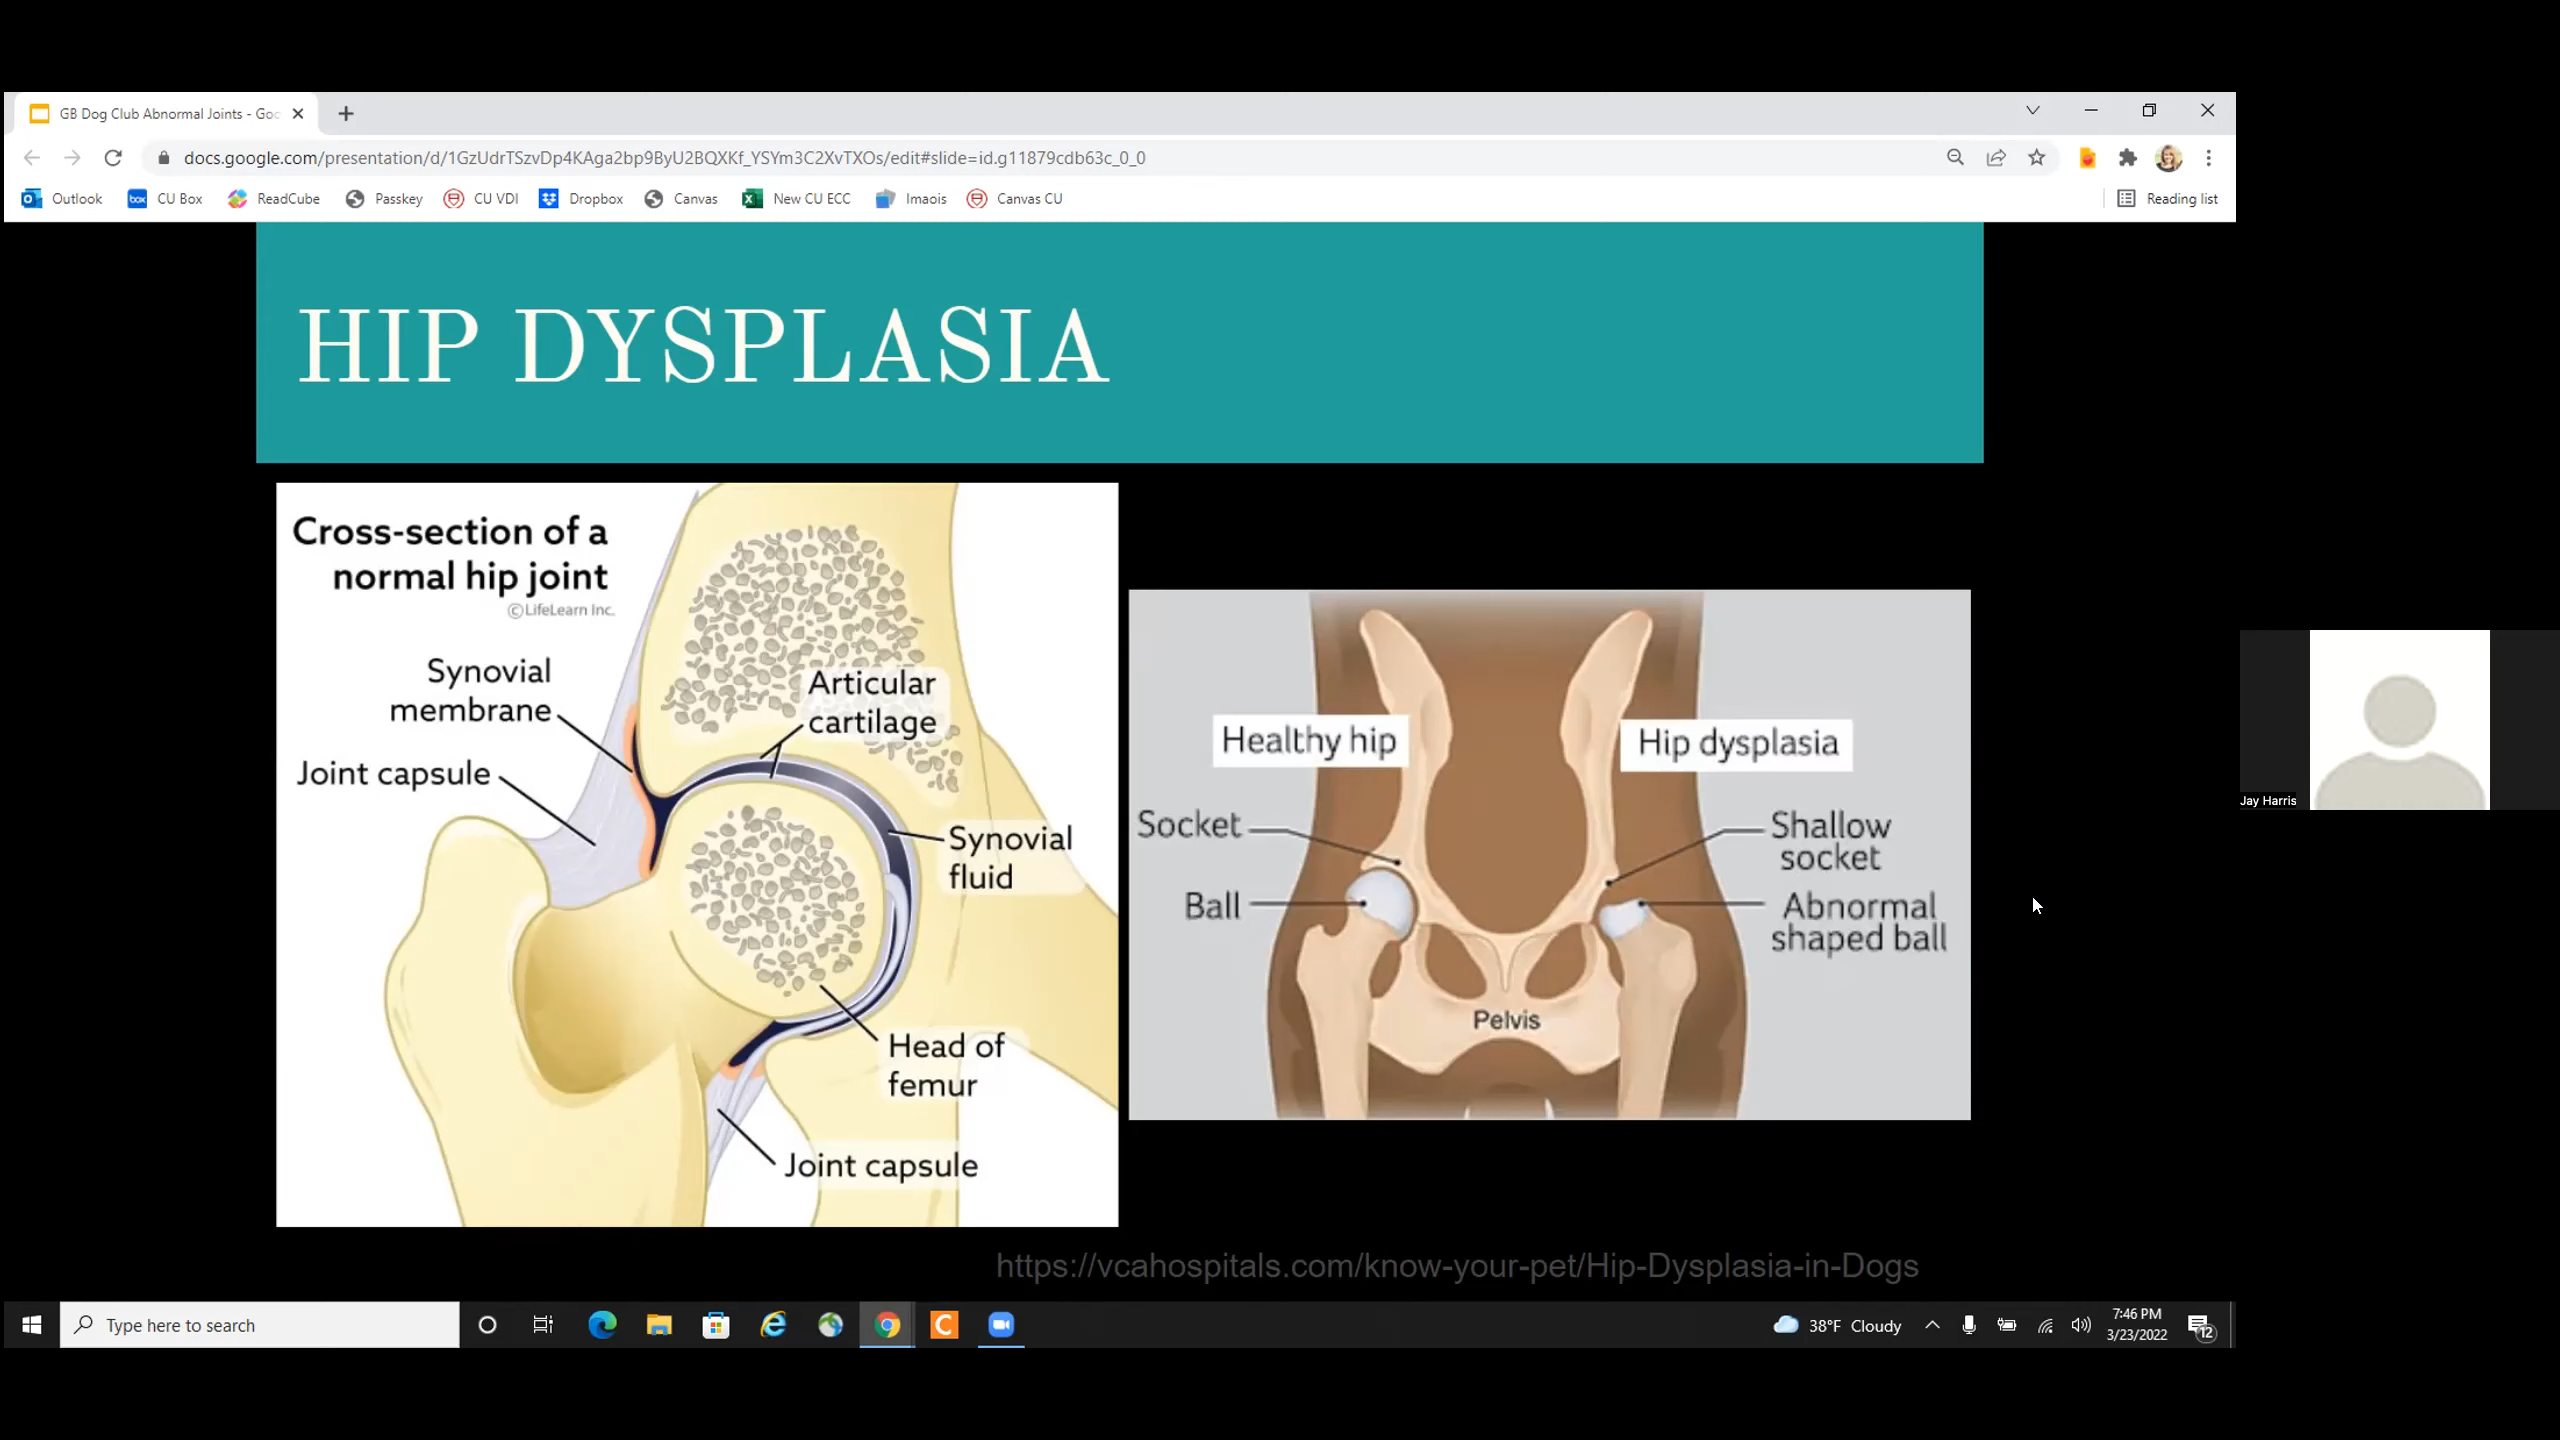 GB Dog Club Abnormal Joints - Goo
docs.google.com/presentation/d/1GzUdrTSzvDp4KAga2bp9ByU2BQXKf_YSYm3C2XvTXOs/edit#slide=id.g11879cdb63c_0_0
Outlook
box
CU Box
ReadCube
Passkey
CU VDI
Dropbox
Canvas
New CU ECC
Imaois
Canvas CU
Reading list
HIP DYSPLASIA
Cross-section of a
normal hip joint
©LifeLearn Inc.
Synovial
membrane
Joint capsule
Articular
cartilage
Synovial
fluid
Head of
femur
Joint capsule
Healthy hip
Hip dysplasia
Socket
Ball
Shallow
socket
Abnormal
shaped ball
Pelvis
Jay Harris
https://vcahospitals.com/know-your-pet/Hip-Dysplasia-in-Dogs
Type here to search
38°F Cloudy
7:46 PM
3/23/2022
12